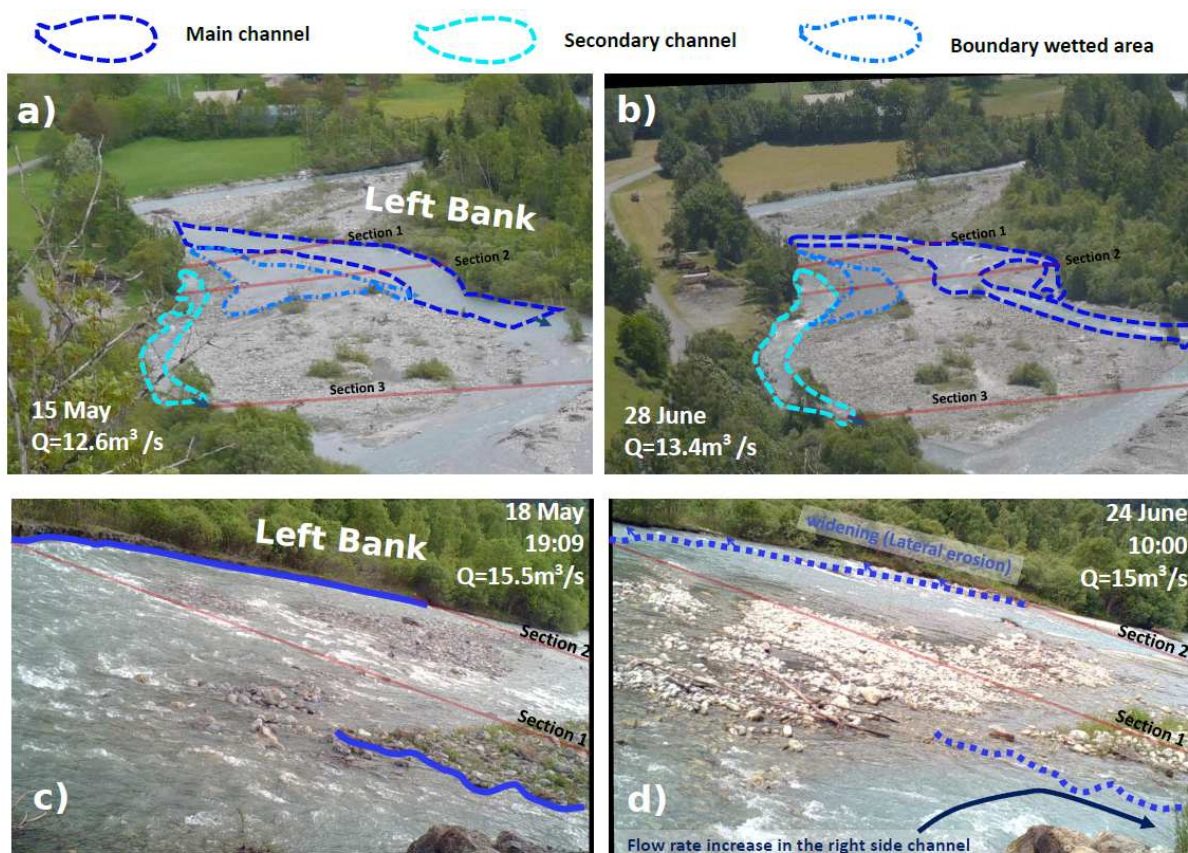 Main channel
Secondary channel
Boundary wetted area
a)
Left Bank
Section 1
Section 2
Section 3
15 May
Q=12.6m³/s
b)
Section 1
Section 2
Section 3
28 June
Q=13.4m³/s
18 May
19:09
Q=15.5m³/s
Left Bank
Section 2
Section 1
c)
widening (Lateral erosion)
24 June
10:00
Q=15m³/s
Section 2
Section 1
d)
Flow rate increase in the right side channel